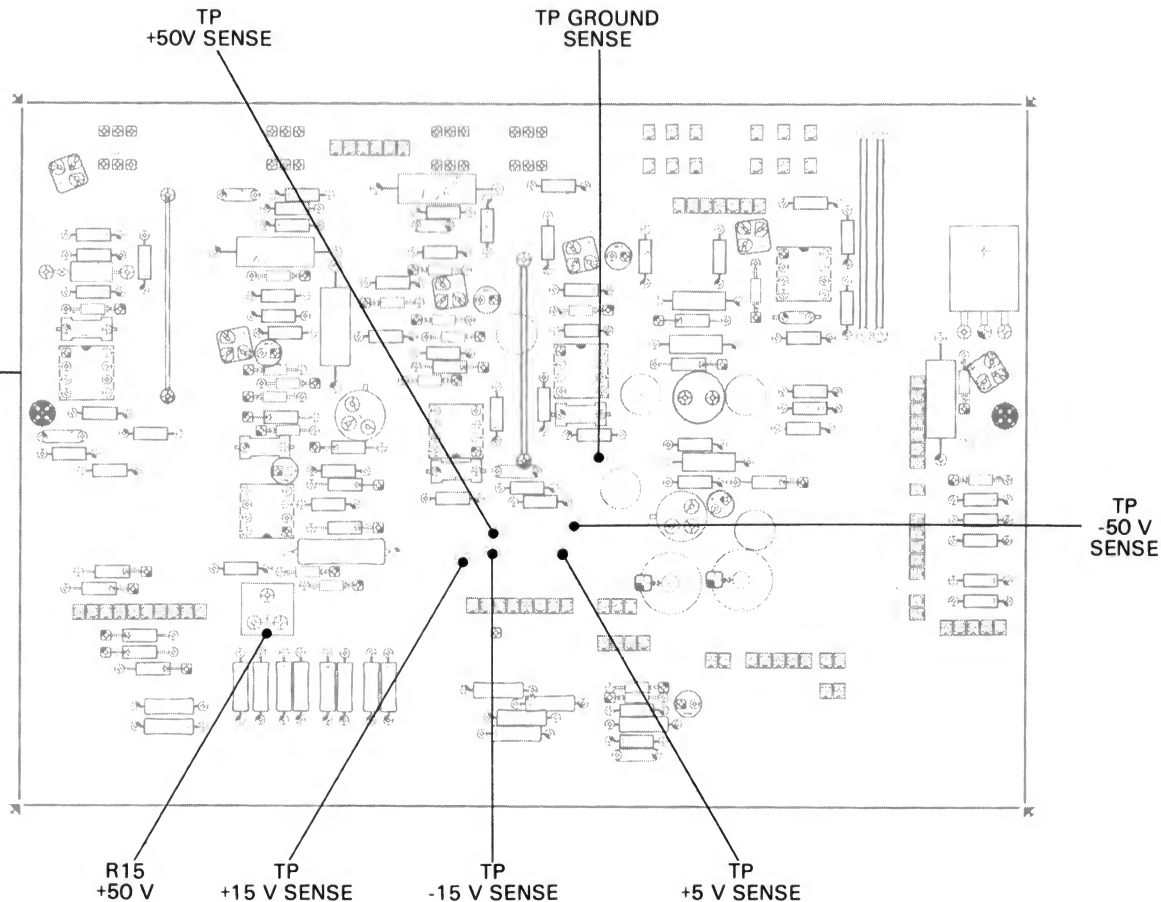 TP
+50V SENSE
TP GROUND
SENSE
TP
-50 V
SENSE
R15
+50 V
TP
+15 V SENSE
TP
-15 V SENSE
TP
+5 V SENSE